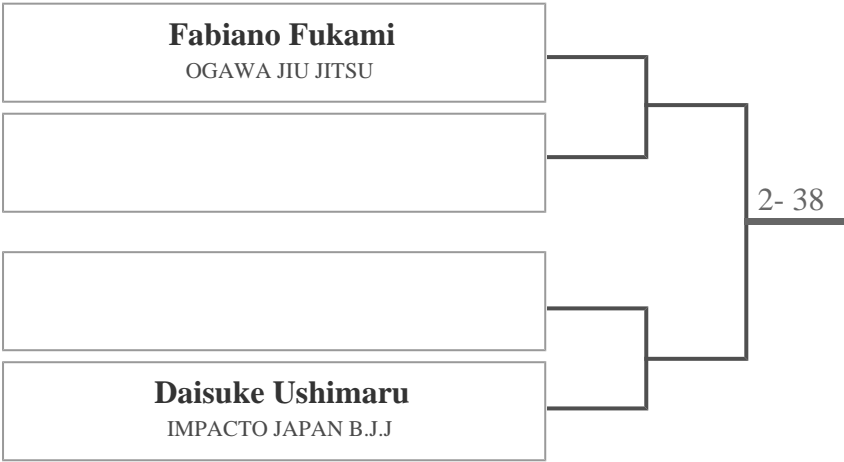 Fabiano Fukami
OGAWA JIU JITSU
2- 38
Daisuke Ushimaru
IMPACTO JAPAN B.J.J